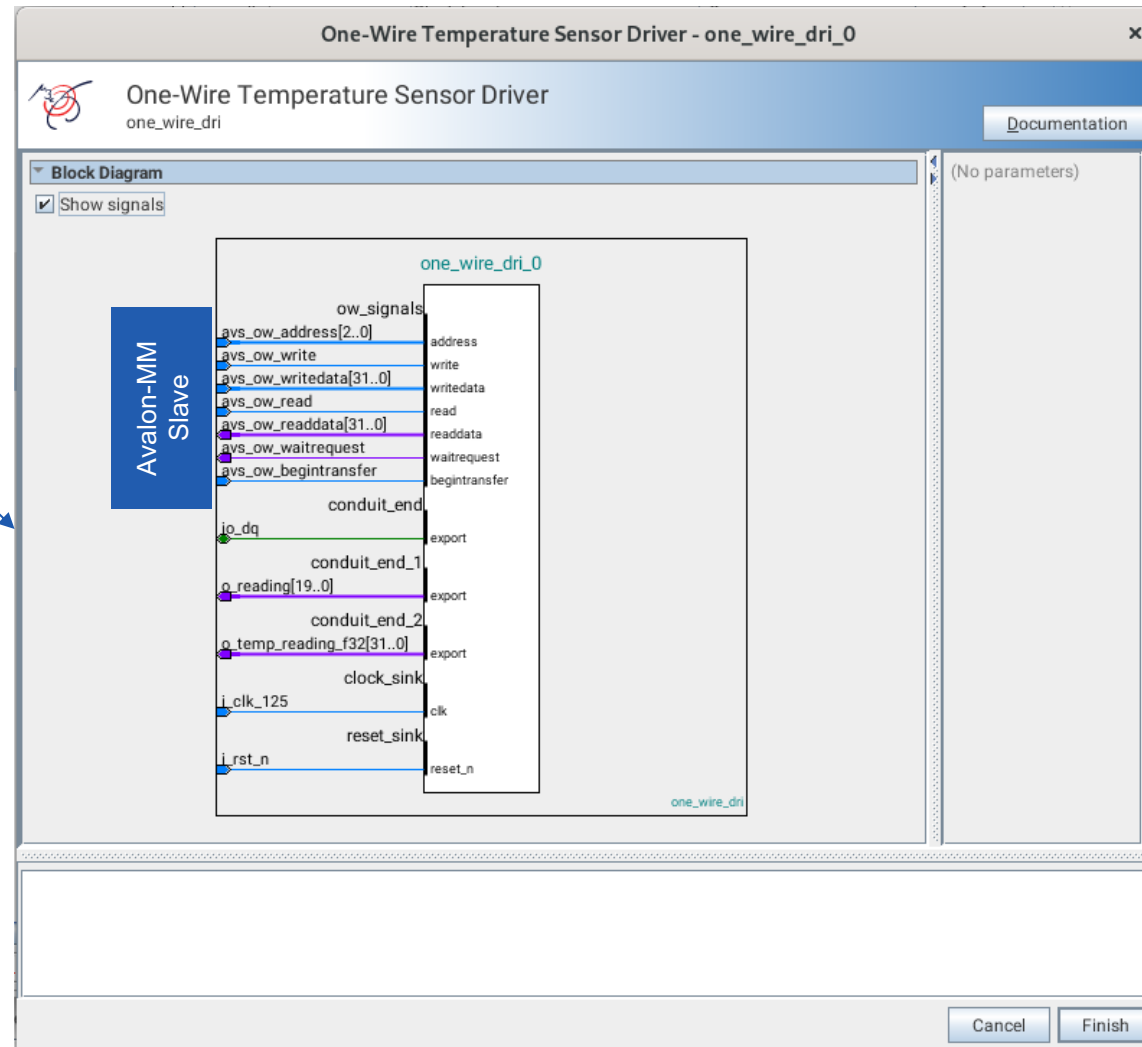 One-Wire Temperature Sensor Driver - one_wire_dri_0
One-Wire Temperature Sensor Driver
one_wire_dri
Documentation
Block Diagram
(No parameters)
Show signals
one_wire_dri_0
Avalon-MM
Slave
ow_signals
avs_ow_address[2..0]
address
avs_ow_write
write
avs_ow_writedata[31..0]
writedata
avs_ow_read
read
avs_ow_readdata[31..0]
readdata
avs_ow_waitrequest
waitrequest
avs_ow_begintransfer
begintransfer
conduit_end
io_dq
export
conduit_end_1
o_reading[19..0]
export
conduit_end_2
o_temp_reading_f32[31..0]
export
clock_sink
i_clk_125
clk
reset_sink
i_rst_n
reset_n
one_wire_dri
Cancel
Finish